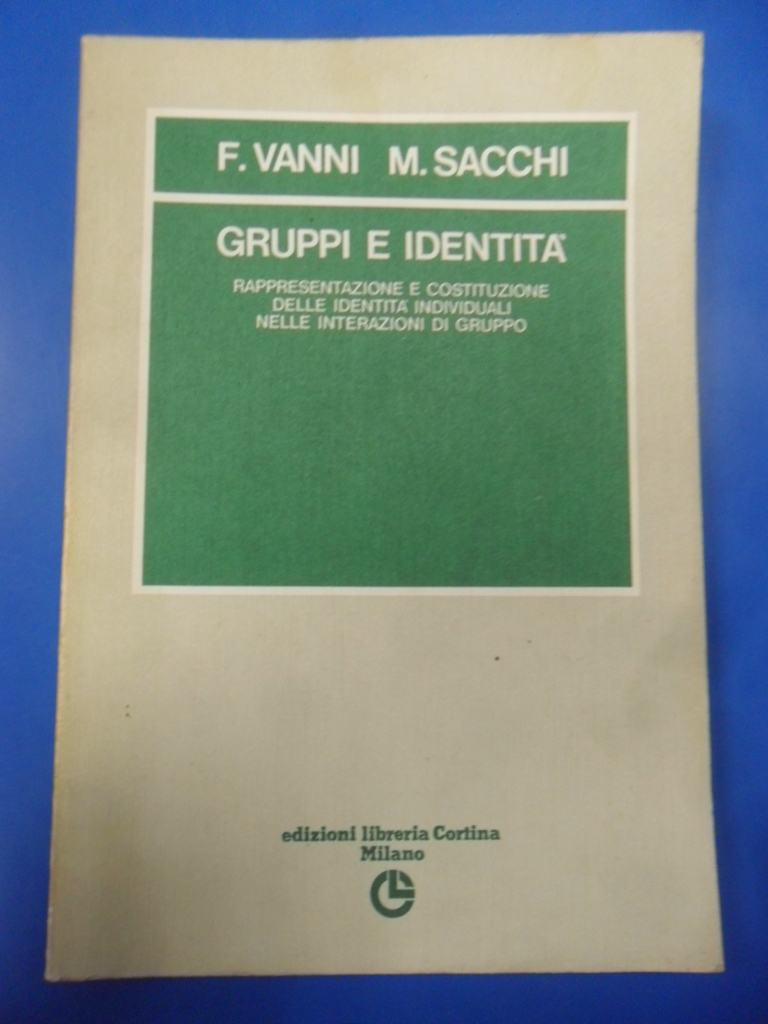 F. VANNI M. SACCHI
GRUPPI E IDENTITÀ
RAPPRESENTAZIONE E COSTITUZIONE
DELLE IDENTITÀ INDIVIDUALI
NELLE INTERAZIONI DI GRUPPO
edizioni libreria Cortina
Milano